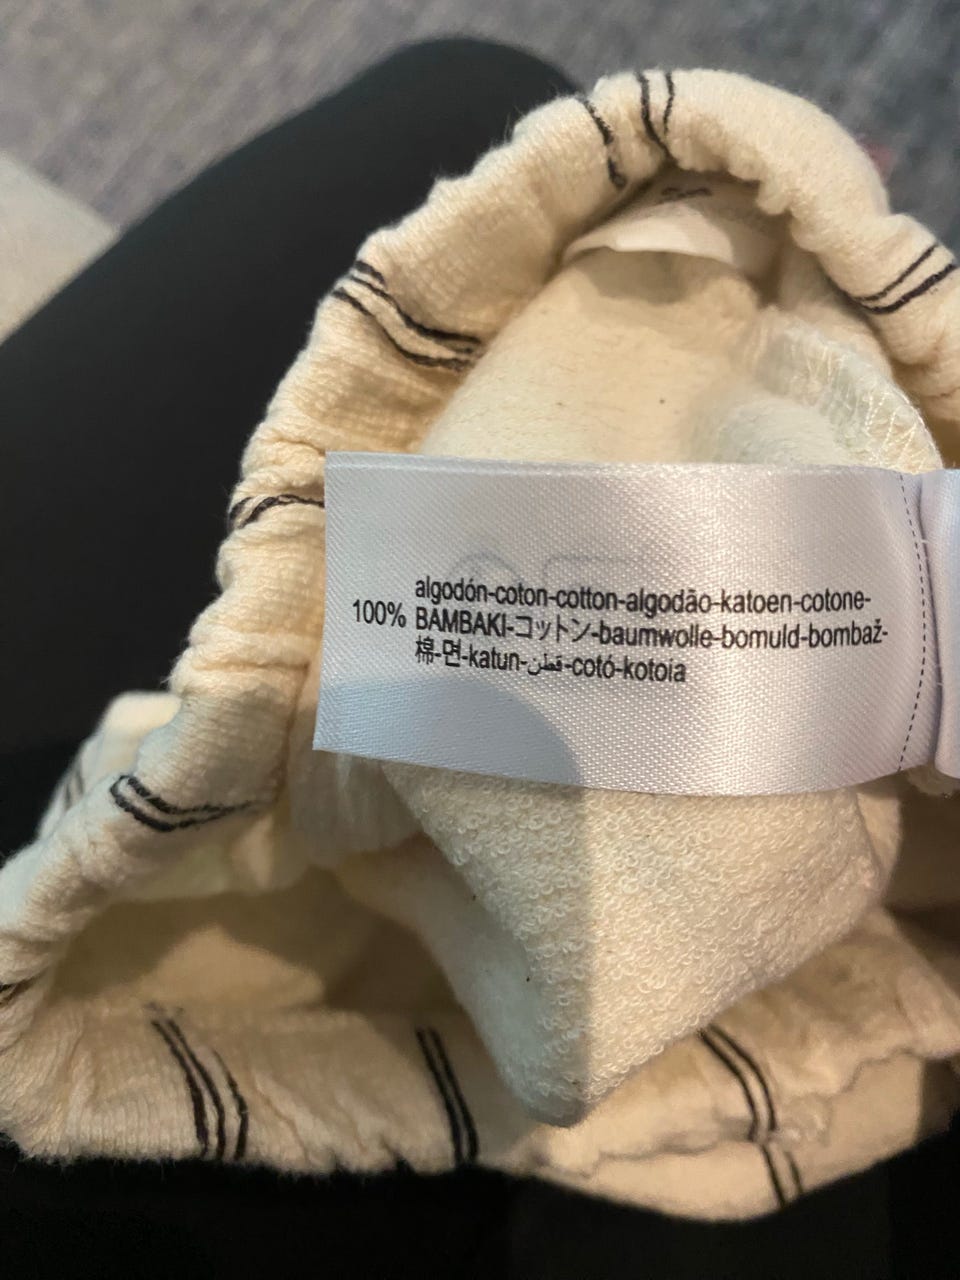 100% algodón-coton-cotton-algodão-katoen-cotone-
BAMBAKI-コットン-baumwolle-bomuld-bombaž-
棉-면-katun-قطن-cotó-kotoia